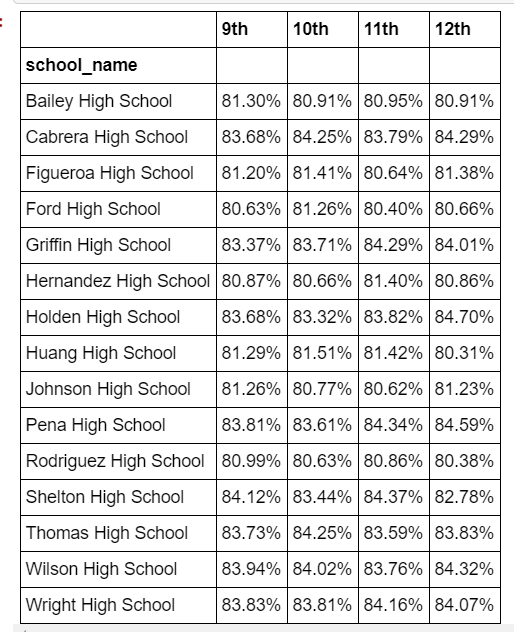 9th 10th 11th 12th
school_name
Bailey High School 81.30% 80.91% 80.95% 80.91%
Cabrera High School 83.68% 84.25% 83.79% 84.29%
Figueroa High School 81.20% 81.41% 80.64% 81.38%
Ford High School 80.63% 81.26% 80.40% 80.66%
Griffin High School 83.37% 83.71% 84.29% 84.01%
Hernandez High School 80.87% 80.66% 81.40% 80.86%
Holden High School 83.68% 83.32% 83.82% 84.70%
Huang High School 81.29% 81.51% 81.42% 80.31%
Johnson High School 81.26% 80.77% 80.62% 81.23%
Pena High School 83.81% 83.61% 84.34% 84.59%
Rodriguez High School 80.99% 80.63% 80.86% 80.38%
Shelton High School 84.12% 83.44% 84.37% 82.78%
Thomas High School 83.73% 84.25% 83.59% 83.83%
Wilson High School 83.94% 84.02% 83.76% 84.32%
Wright High School 83.83% 83.81% 84.16% 84.07%